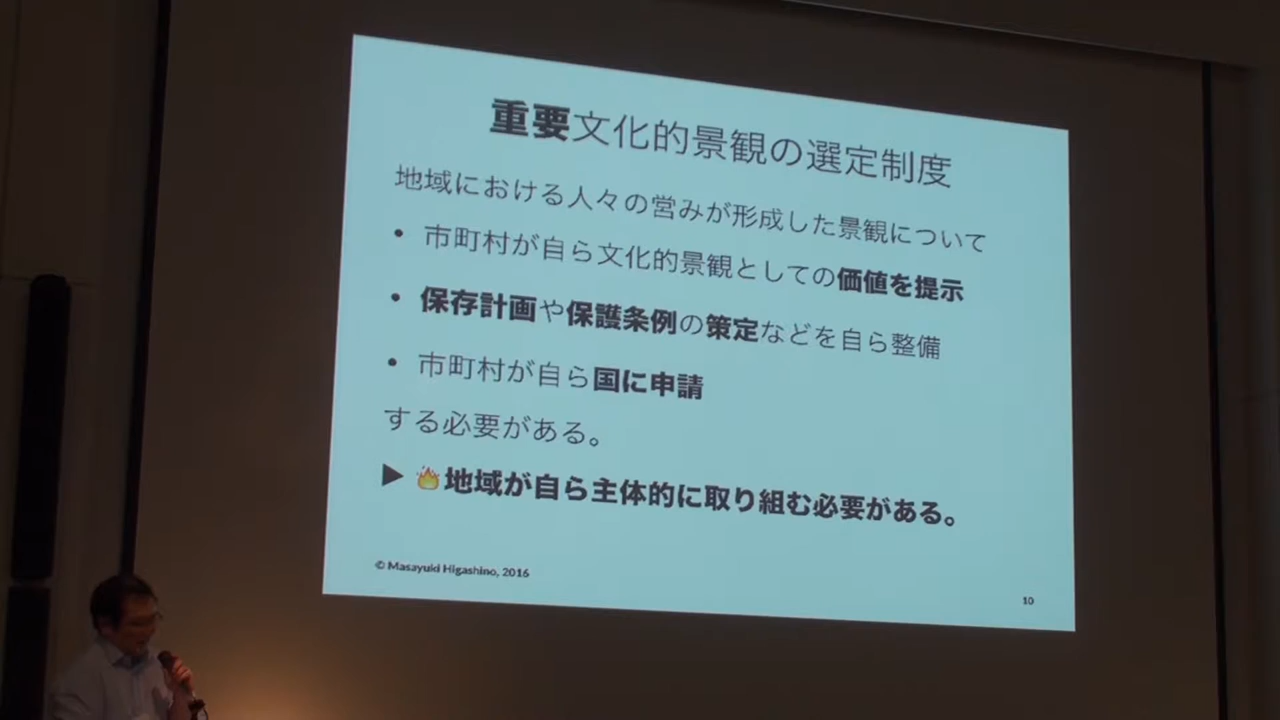 重要文化的景観の選定制度
地域における人々の営みが形成した景観について
• 市町村が自ら文化的景観としての価値を提示
• 保存計画や保護条例の策定などを自ら整備
• 市町村が自ら国に申請
する必要がある。
▶ 🔥地域が自ら主体的に取り組む必要がある。
© Masayuki Higashino, 2016
10